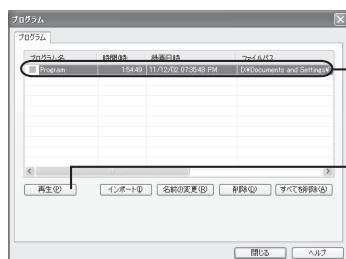 プログラム
プログラム
プログラム名 時間(時: 録画日時 ファイルパス
Program 1:54:49 11/12/02 07:35:48 PM D:¥Documents and Settings¥
再生(P) インポート(I) 名前の変更(R) 削除(D) すべてを削除(A)
閉じる ヘルプ